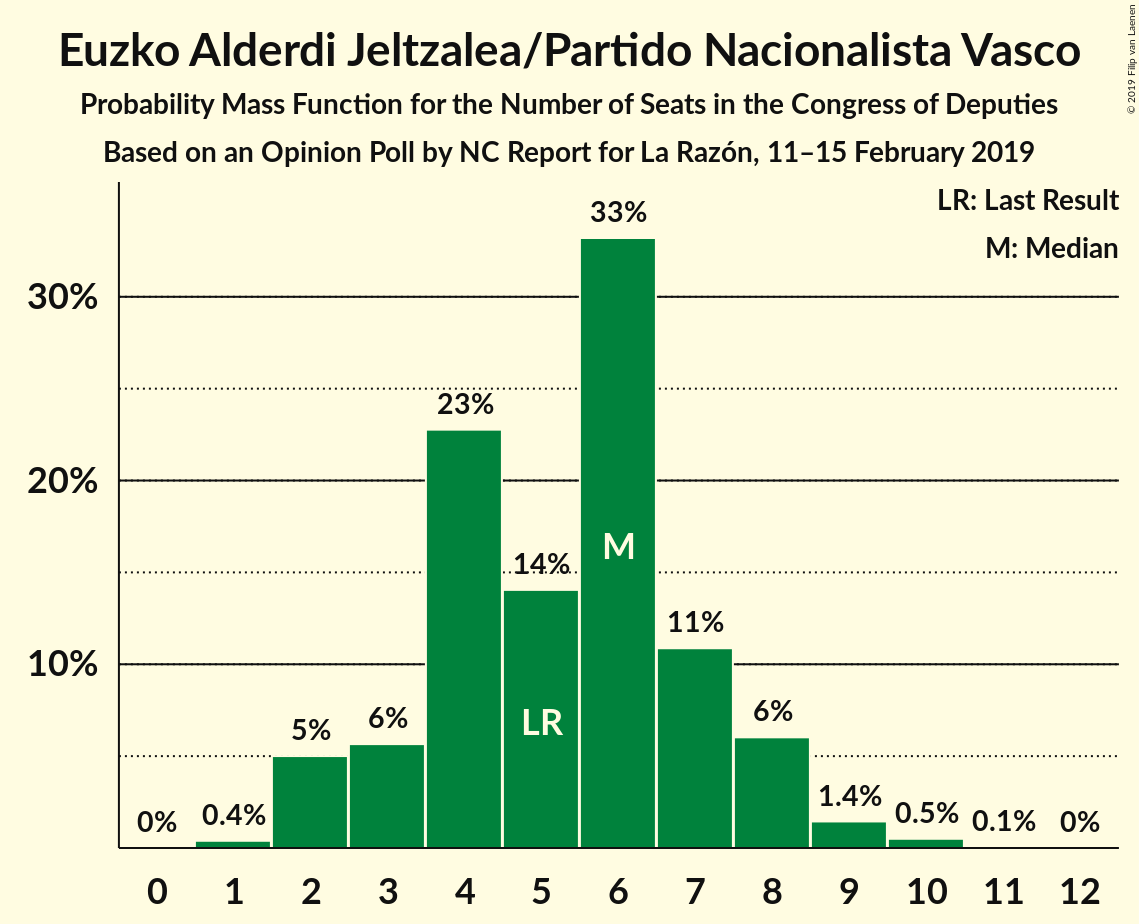 Euzko Alderdi Jeltzalea/Partido Nacionalista Vasco
Probability Mass Function for the Number of Seats in the Congress of Deputies
Based on an Opinion Poll by NC Report for La Razón, 11–15 February 2019
© 2019 Filip van Laenen
LR: Last Result
M: Median
30%
20%
10%
0%
0.4%
5%
6%
23%
14%
33%
11%
6%
1.4%
0.5%
0.1%
0%
LR
M
0 1 2 3 4 5 6 7 8 9 10 11 12